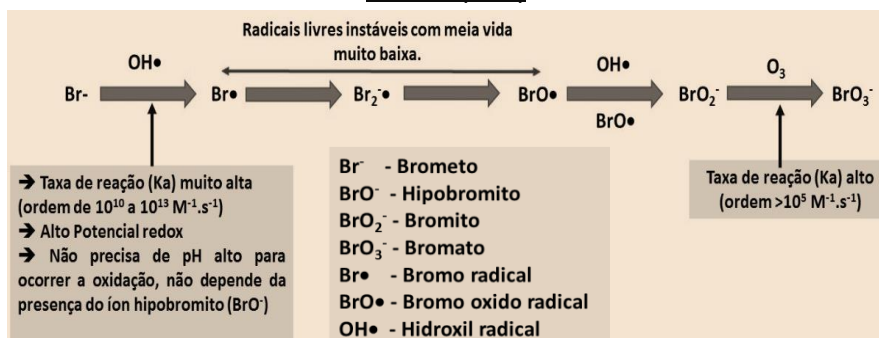 Radicais livres instáveis com meia vida
muito baixa.
OH●
OH●
O₃
Br-
Br●
Br₂⁻●
BrO●
BrO₂⁻
BrO₃⁻
BrO●
➔ Taxa de reação (Ka) muito alta
(ordem de 10¹⁰ a 10¹³ M⁻¹.s⁻¹)
➔ Alto Potencial redox
➔ Não precisa de pH alto para
ocorrer a oxidação, não depende da
presença do íon hipobromito (BrO⁻)
Br⁻ - Brometo
BrO⁻ - Hipobromito
BrO₂⁻ - Bromito
BrO₃⁻ - Bromato
Br● - Bromo radical
BrO● - Bromo oxido radical
OH● - Hidroxil radical
Taxa de reação (Ka) alto
(ordem >10⁵ M⁻¹.s⁻¹)